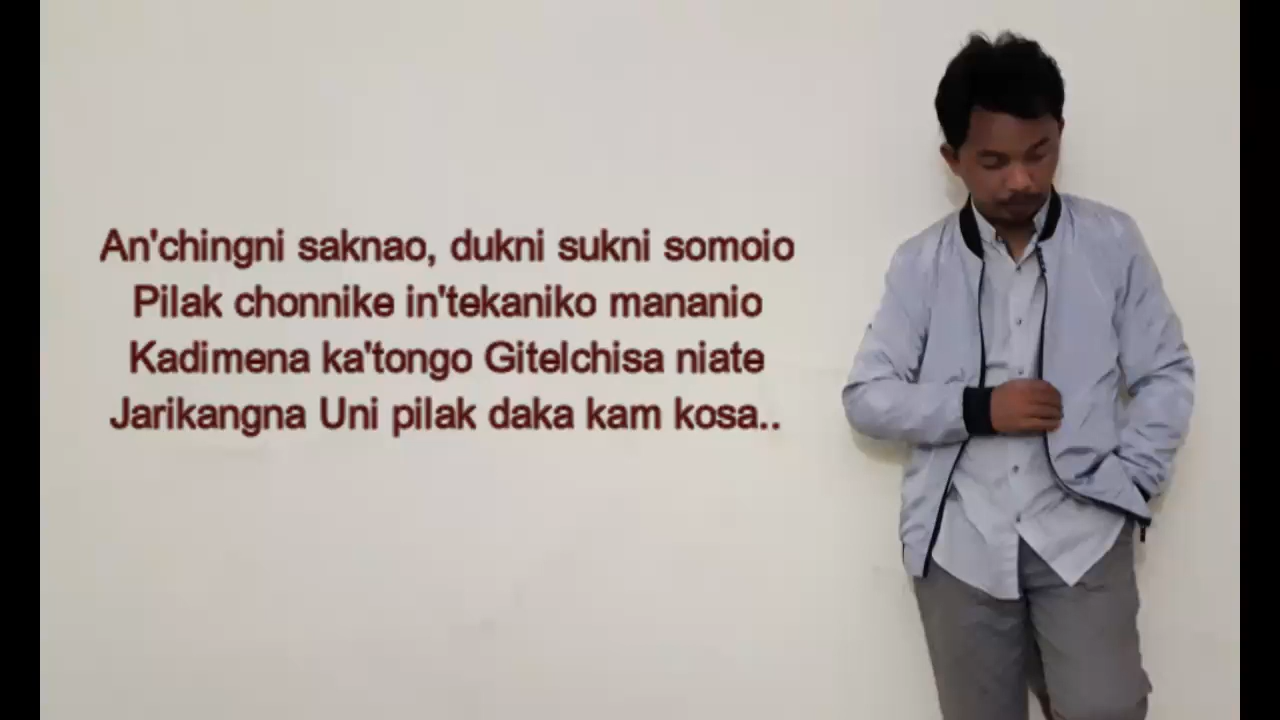 An'chingni saknao, dukni sukni somoio
Pilak chonnike in'tekaniko mananio
Kadimena ka'tongo Gitelchisa niate
Jarikangna Uni pilak daka kam kosa..